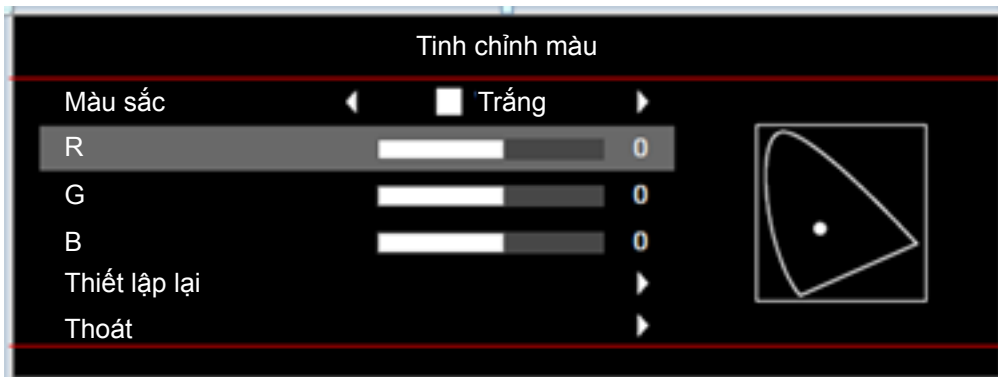 Tinh chỉnh màu
Màu sắc Trắng
R 0
G 0
B 0
Thiết lập lại
Thoát